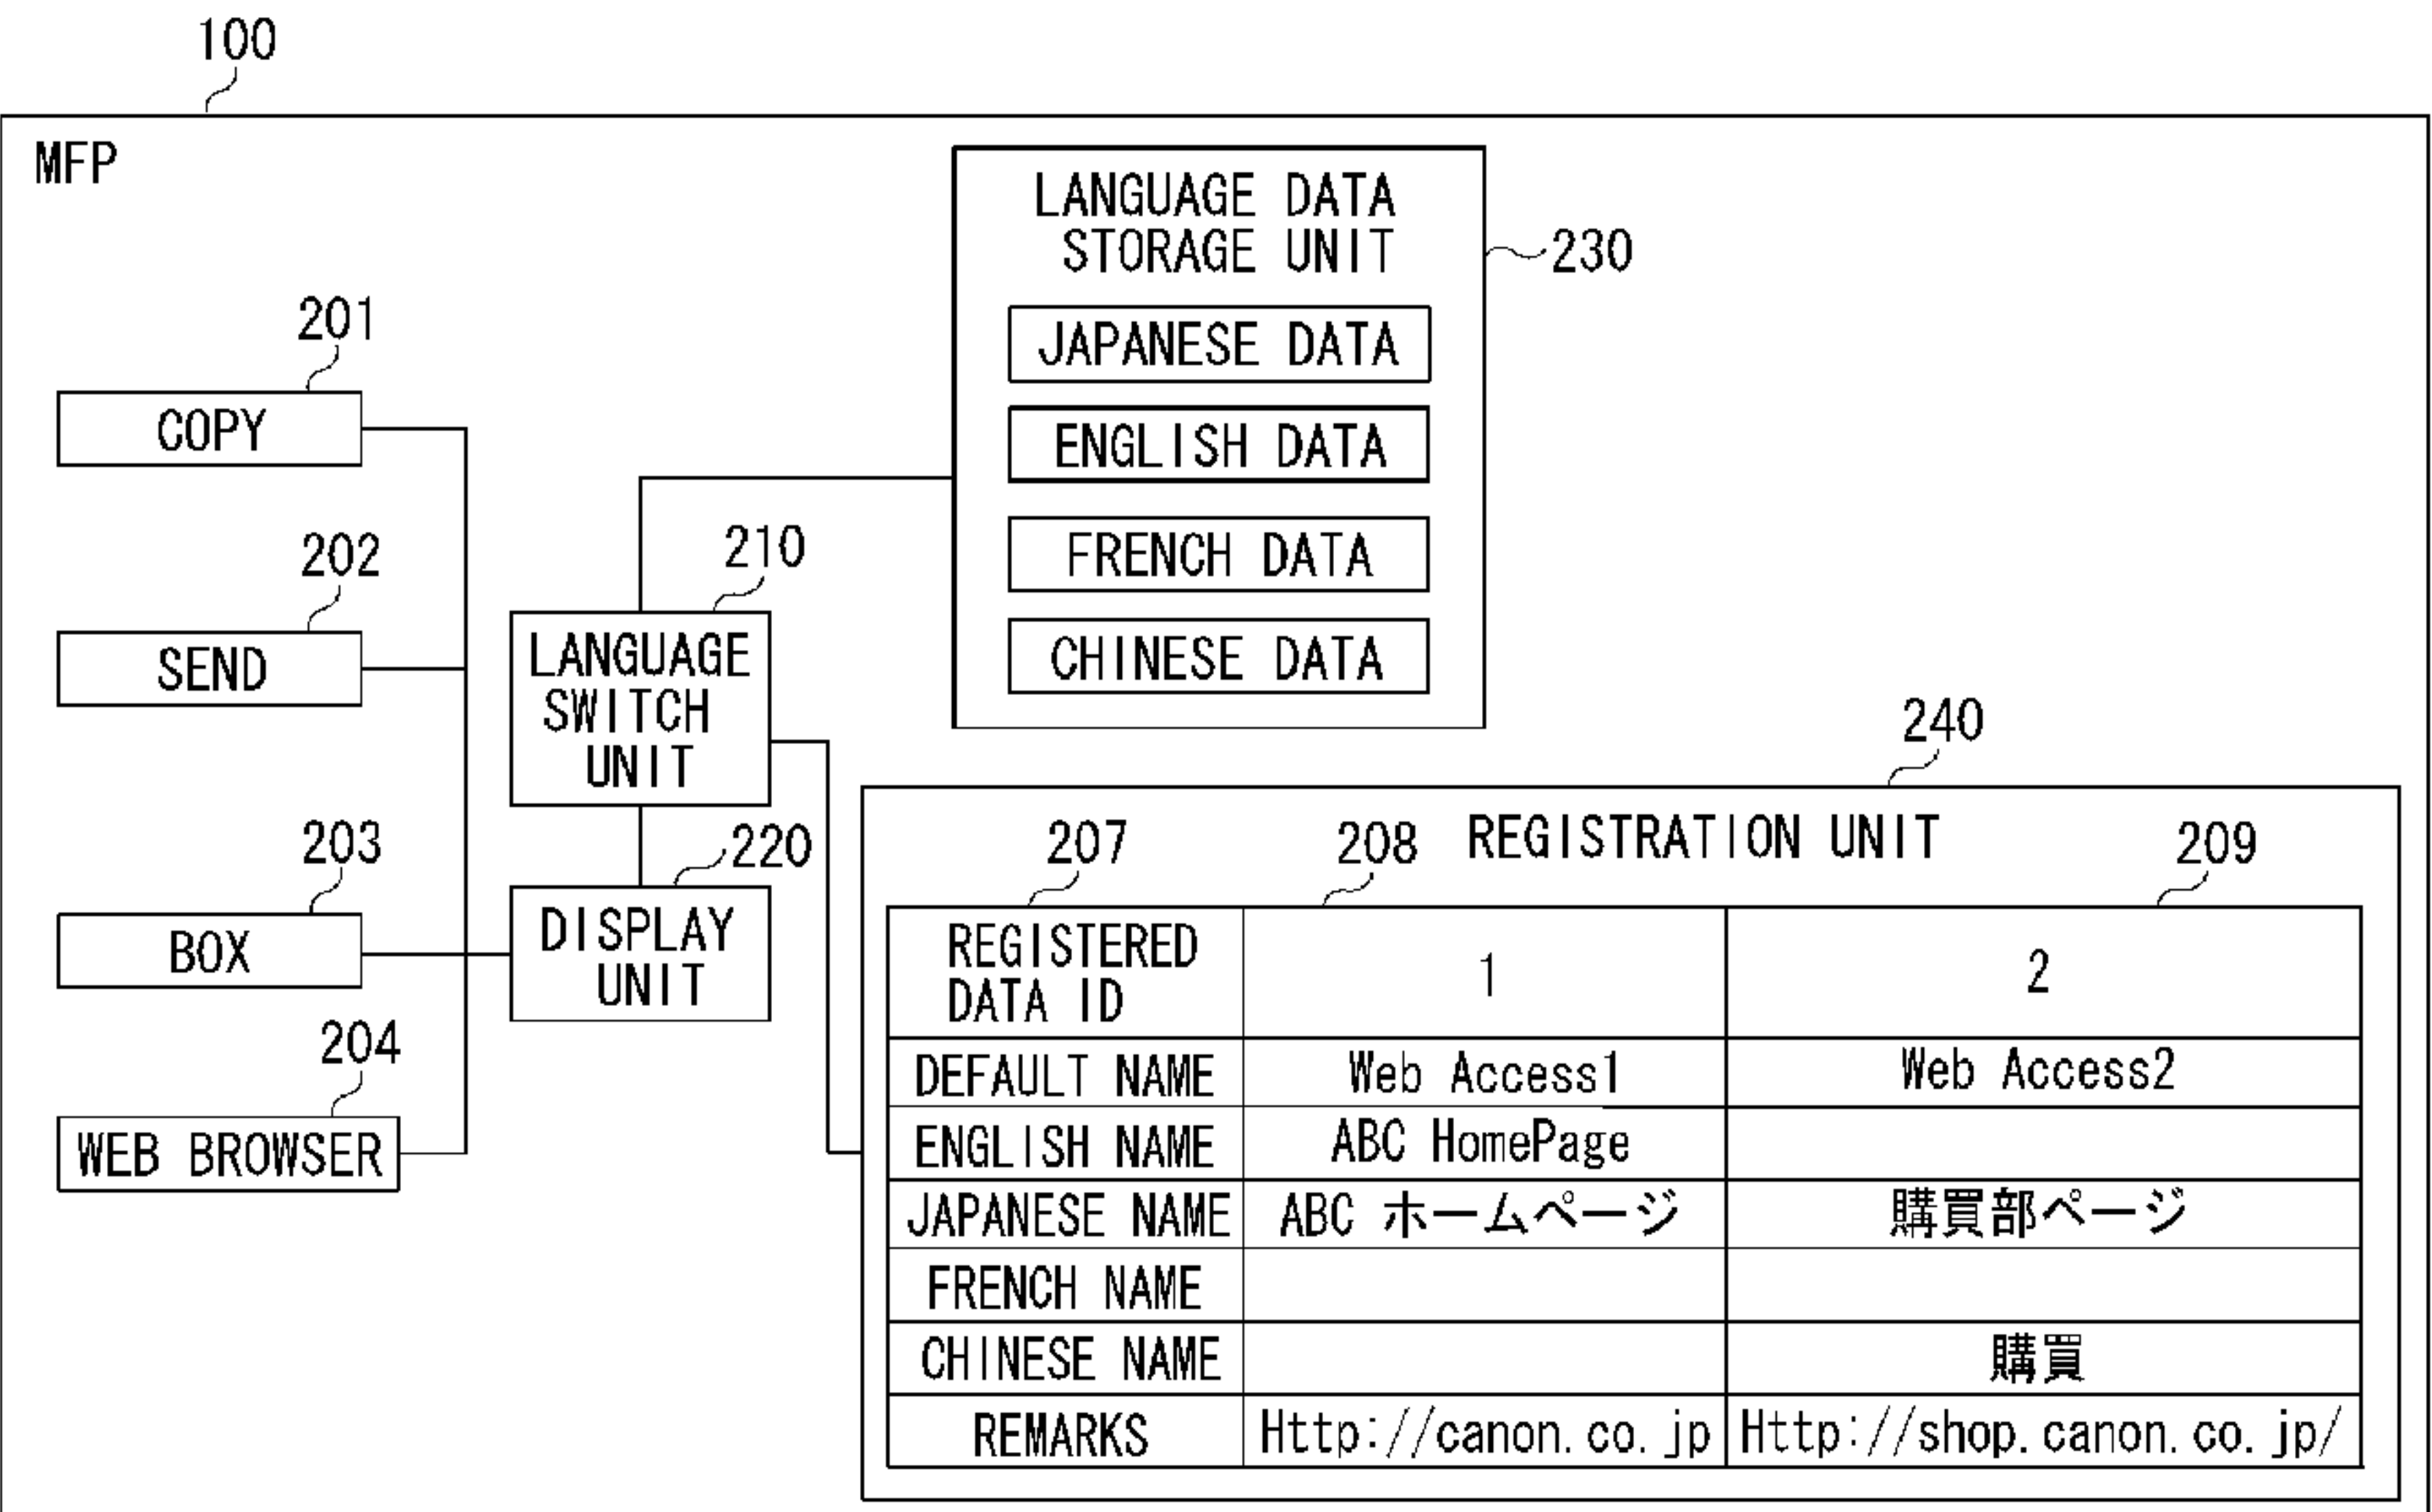 100
MFP
LANGUAGE DATA
STORAGE UNIT
230
JAPANESE DATA
ENGLISH DATA
FRENCH DATA
CHINESE DATA
201
COPY
202
SEND
203
BOX
204
WEB BROWSER
210
LANGUAGE
SWITCH
UNIT
220
DISPLAY
UNIT
240
REGISTRATION UNIT
207
208
209
REGISTERED
DATA ID
1
2
DEFAULT NAME
Web Access1
Web Access2
ENGLISH NAME
ABC HomePage
JAPANESE NAME
ABC ホームページ
購買部ページ
FRENCH NAME
CHINESE NAME
購買
REMARKS
Http://canon.co.jp
Http://shop.canon.co.jp/